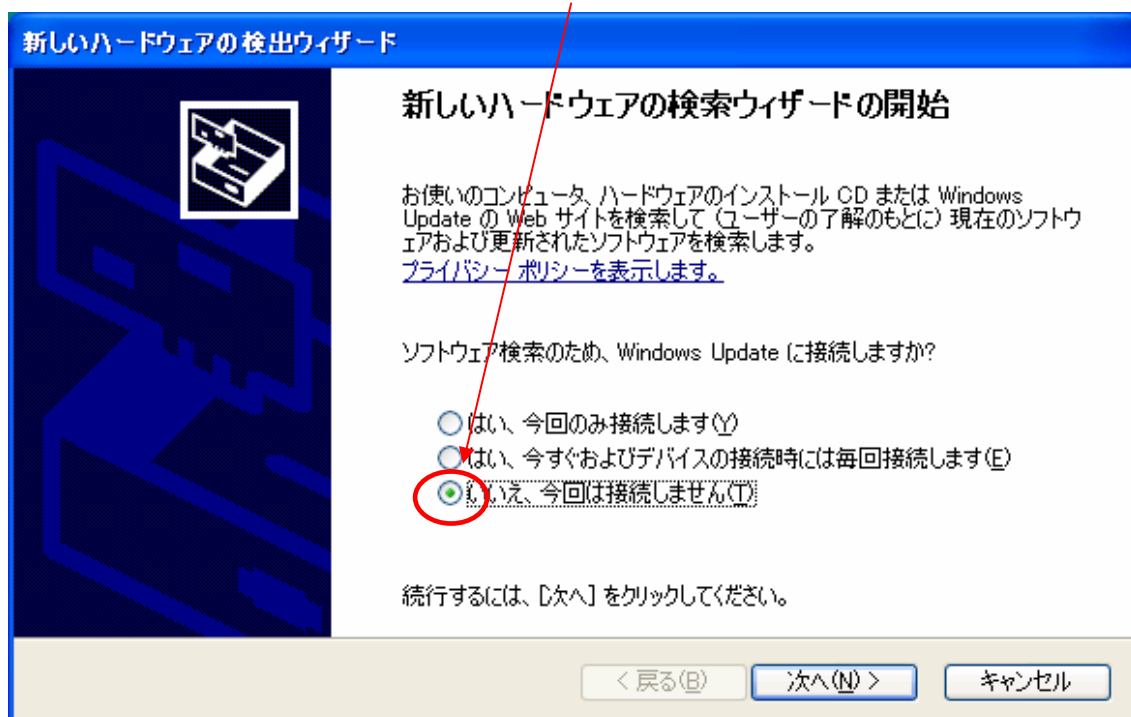 新しいハードウェアの検出ウィザード
新しいハードウェアの検索ウィザードの開始
お使いのコンピュータ、ハードウェアのインストール CD または Windows
Update の Web サイトを検索して (ユーザーの了解のもとに) 現在のソフトウ
ェアおよび更新されたソフトウェアを検索します。
プライバシー ポリシーを表示します。
ソフトウェア検索のため、Windows Update に接続しますか?
はい、今回のみ接続します(Y)
はい、今すぐおよびデバイスの接続時には毎回接続します(E)
いいえ、今回は接続しません(T)
続行するには、[次へ] をクリックしてください。
< 戻る(B) 次へ(N) > キャンセル